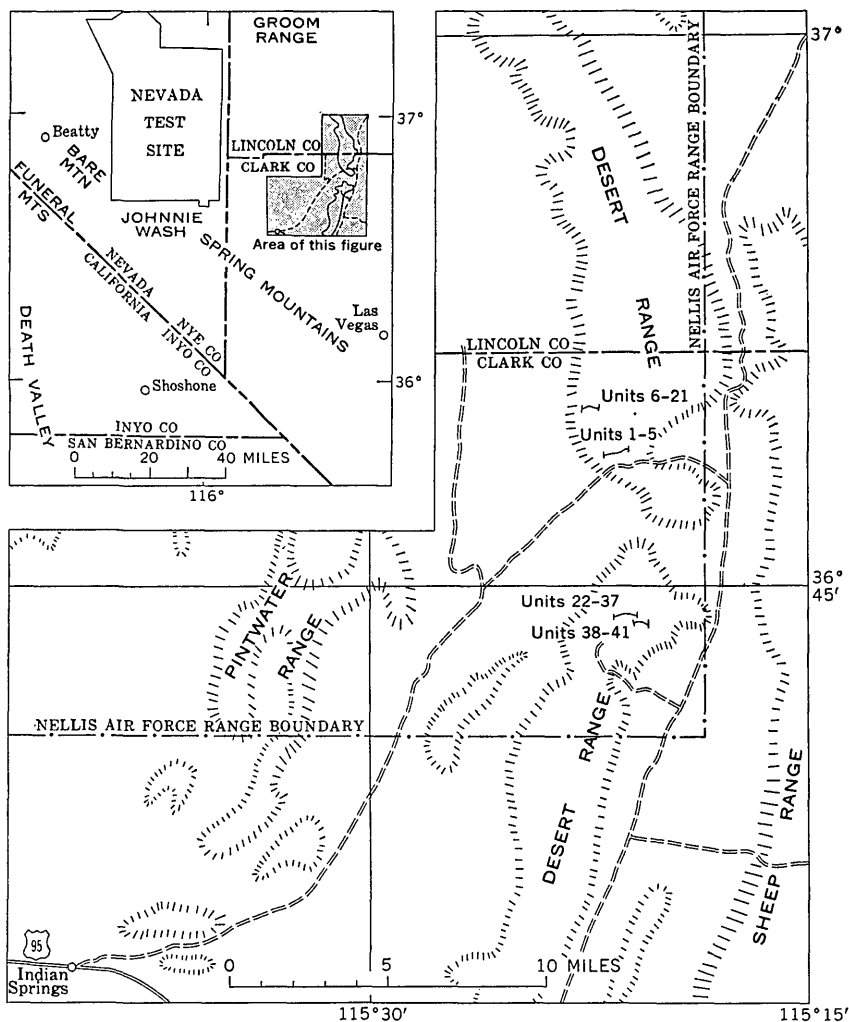 GROOM
RANGE
NEVADA
TEST
SITE
Beatty
BARE
MTN
37°
LINCOLN CO
CLARK CO
FUNERAL
MTS
JOHNNIE
WASH
Area of this figure
SPRING MOUNTAINS
NEVADA
CALIFORNIA
NYE CO
INYO CO
Las
Vegas
DEATH VALLEY
Shoshone
36°
INYO CO
SAN BERNARDINO CO
0 20 40 MILES
116°
37°
NELLIS AIR FORCE RANGE BOUNDARY
DESERT
RANGE
LINCOLN CO
CLARK CO
Units 6-21
Units 1-5
36°
45'
Units 22-37
Units 38-41
PINTWATER
RANGE
NELLIS AIR FORCE RANGE BOUNDARY
DESERT
RANGE
SHEEP
RANGE
95
Indian
Springs
0 5 10 MILES
115°30'
115°15'